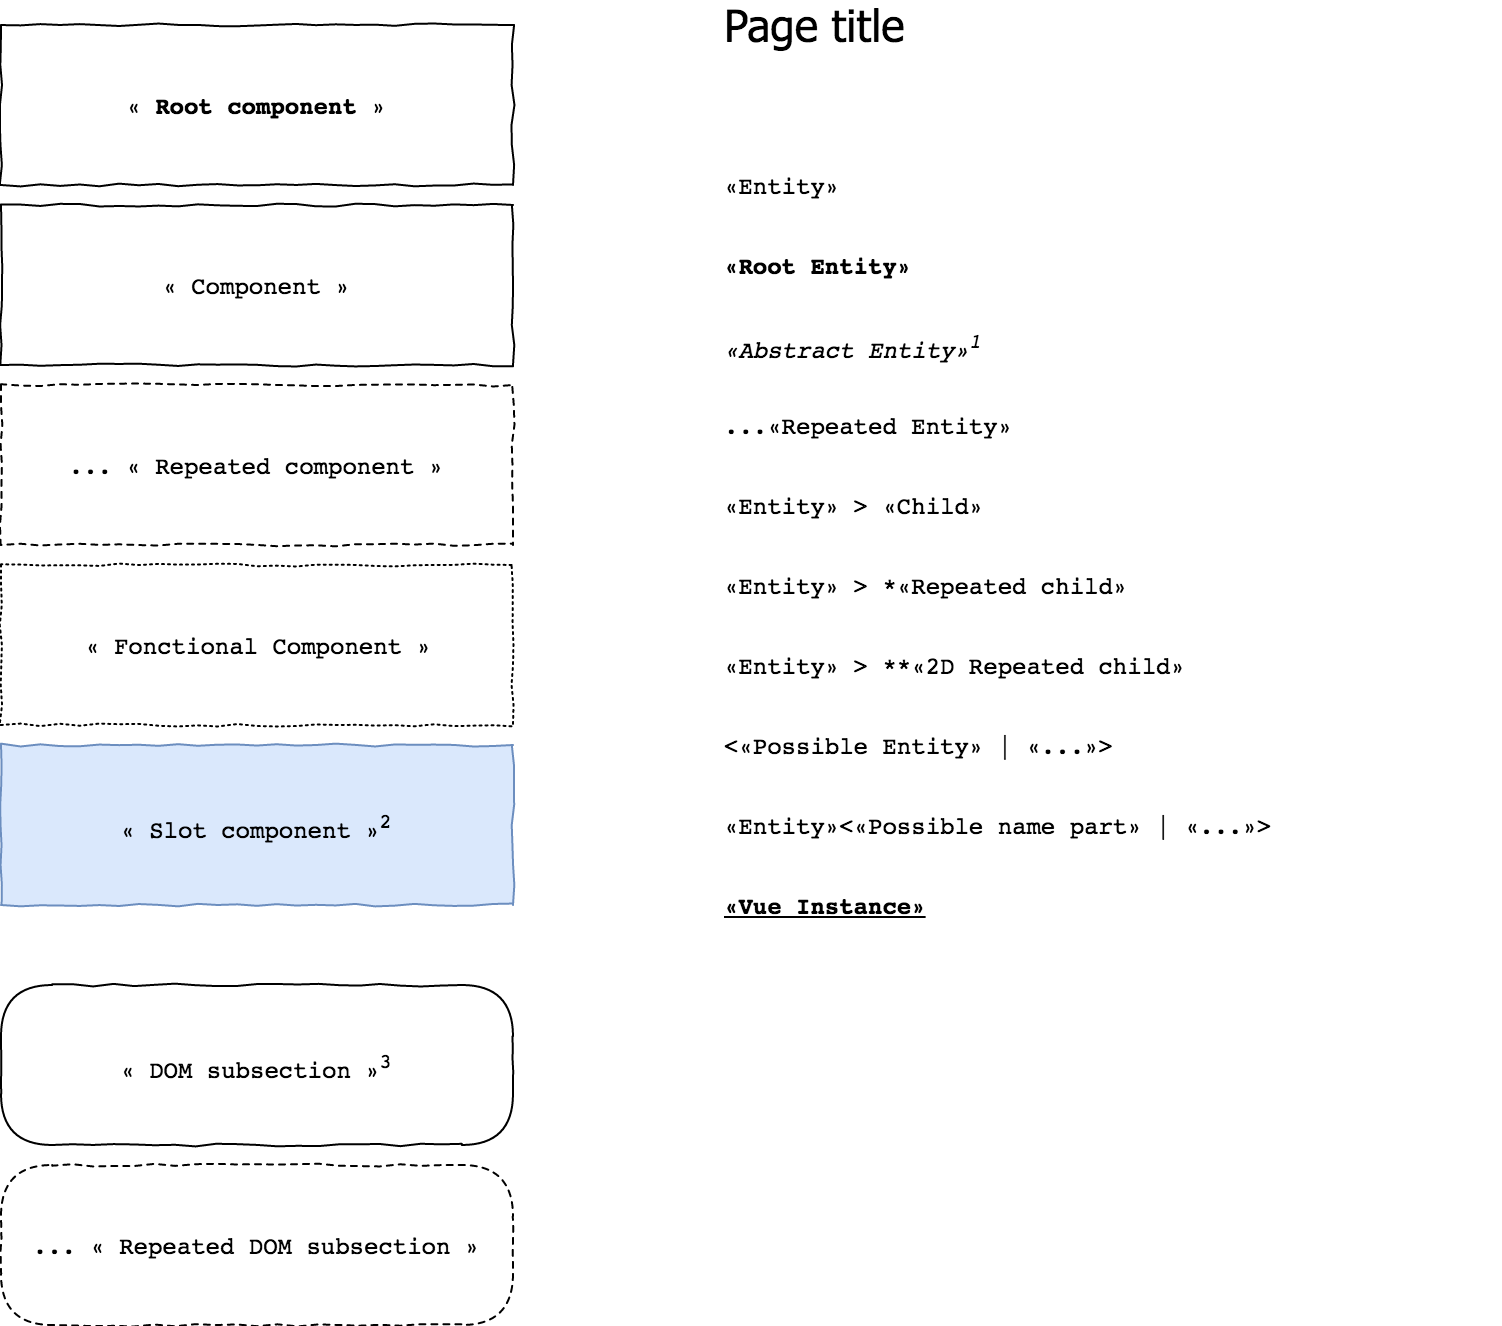 « Root component »
« Component »
... « Repeated component »
« Fonctional Component »
« Slot component »²
« DOM subsection »³
... « Repeated DOM subsection »
Page title
«Entity»
«Root Entity»
«Abstract Entity»¹
...«Repeated Entity»
«Entity» > «Child»
«Entity» > *«Repeated child»
«Entity» > **«2D Repeated child»
<«Possible Entity» | «...»>
«Entity»<«Possible name part» | «...»>
«Vue Instance»